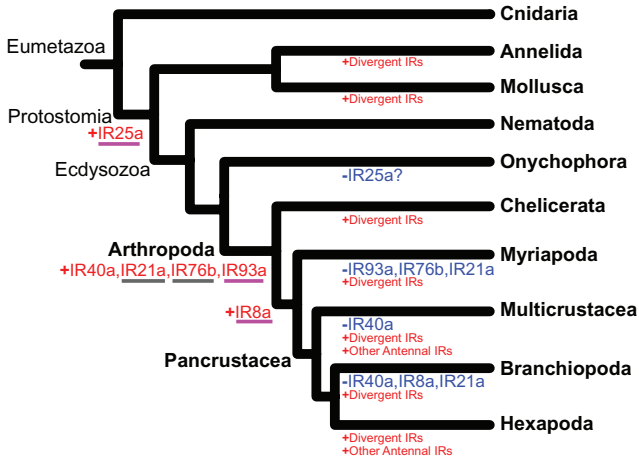 Cnidaria
Eumetazoa
Annelida
+Divergent IRs
Mollusca
+Divergent IRs
Protostomia
+IR25a
Nematoda
Ecdysozoa
Onychophora
-IR25a?
Chelicerata
+Divergent IRs
Arthropoda
+IR40a,IR21a,IR76b,IR93a
Myriapoda
-IR93a,IR76b,IR21a
+Divergent IRs
+IR8a
Multicrustacea
-IR40a
+Divergent IRs
+Other Antennal IRs
Pancrustacea
Branchiopoda
-IR40a,IR8a,IR21a
+Divergent IRs
Hexapoda
+Divergent IRs
+Other Antennal IRs